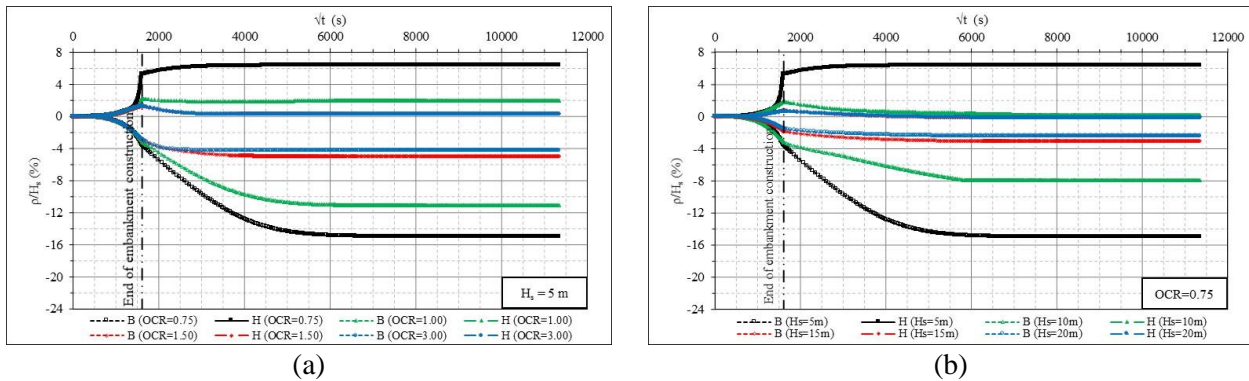 √t (s)
0 2000 4000 6000 8000 10000 12000
8
4
0
-4
-8
-12
-16
-20
-24
ρ/Hs (%)
End of embankment construction
Hs = 5 m
B (OCR=0.75) H (OCR=0.75) B (OCR=1.00) H (OCR=1.00)
B (OCR=1.50) H (OCR=1.50) B (OCR=3.00) H (OCR=3.00)
(a)
√t (s)
0 2000 4000 6000 8000 10000 12000
8
4
0
-4
-8
-12
-16
-20
-24
ρ/Hs (%)
End of embankment construction
OCR=0.75
B (Hs=5m) H (Hs=5m) B (Hs=10m) H (Hs=10m)
B (Hs=15m) H (Hs=15m) B (Hs=20m) H (Hs=20m)
(b)